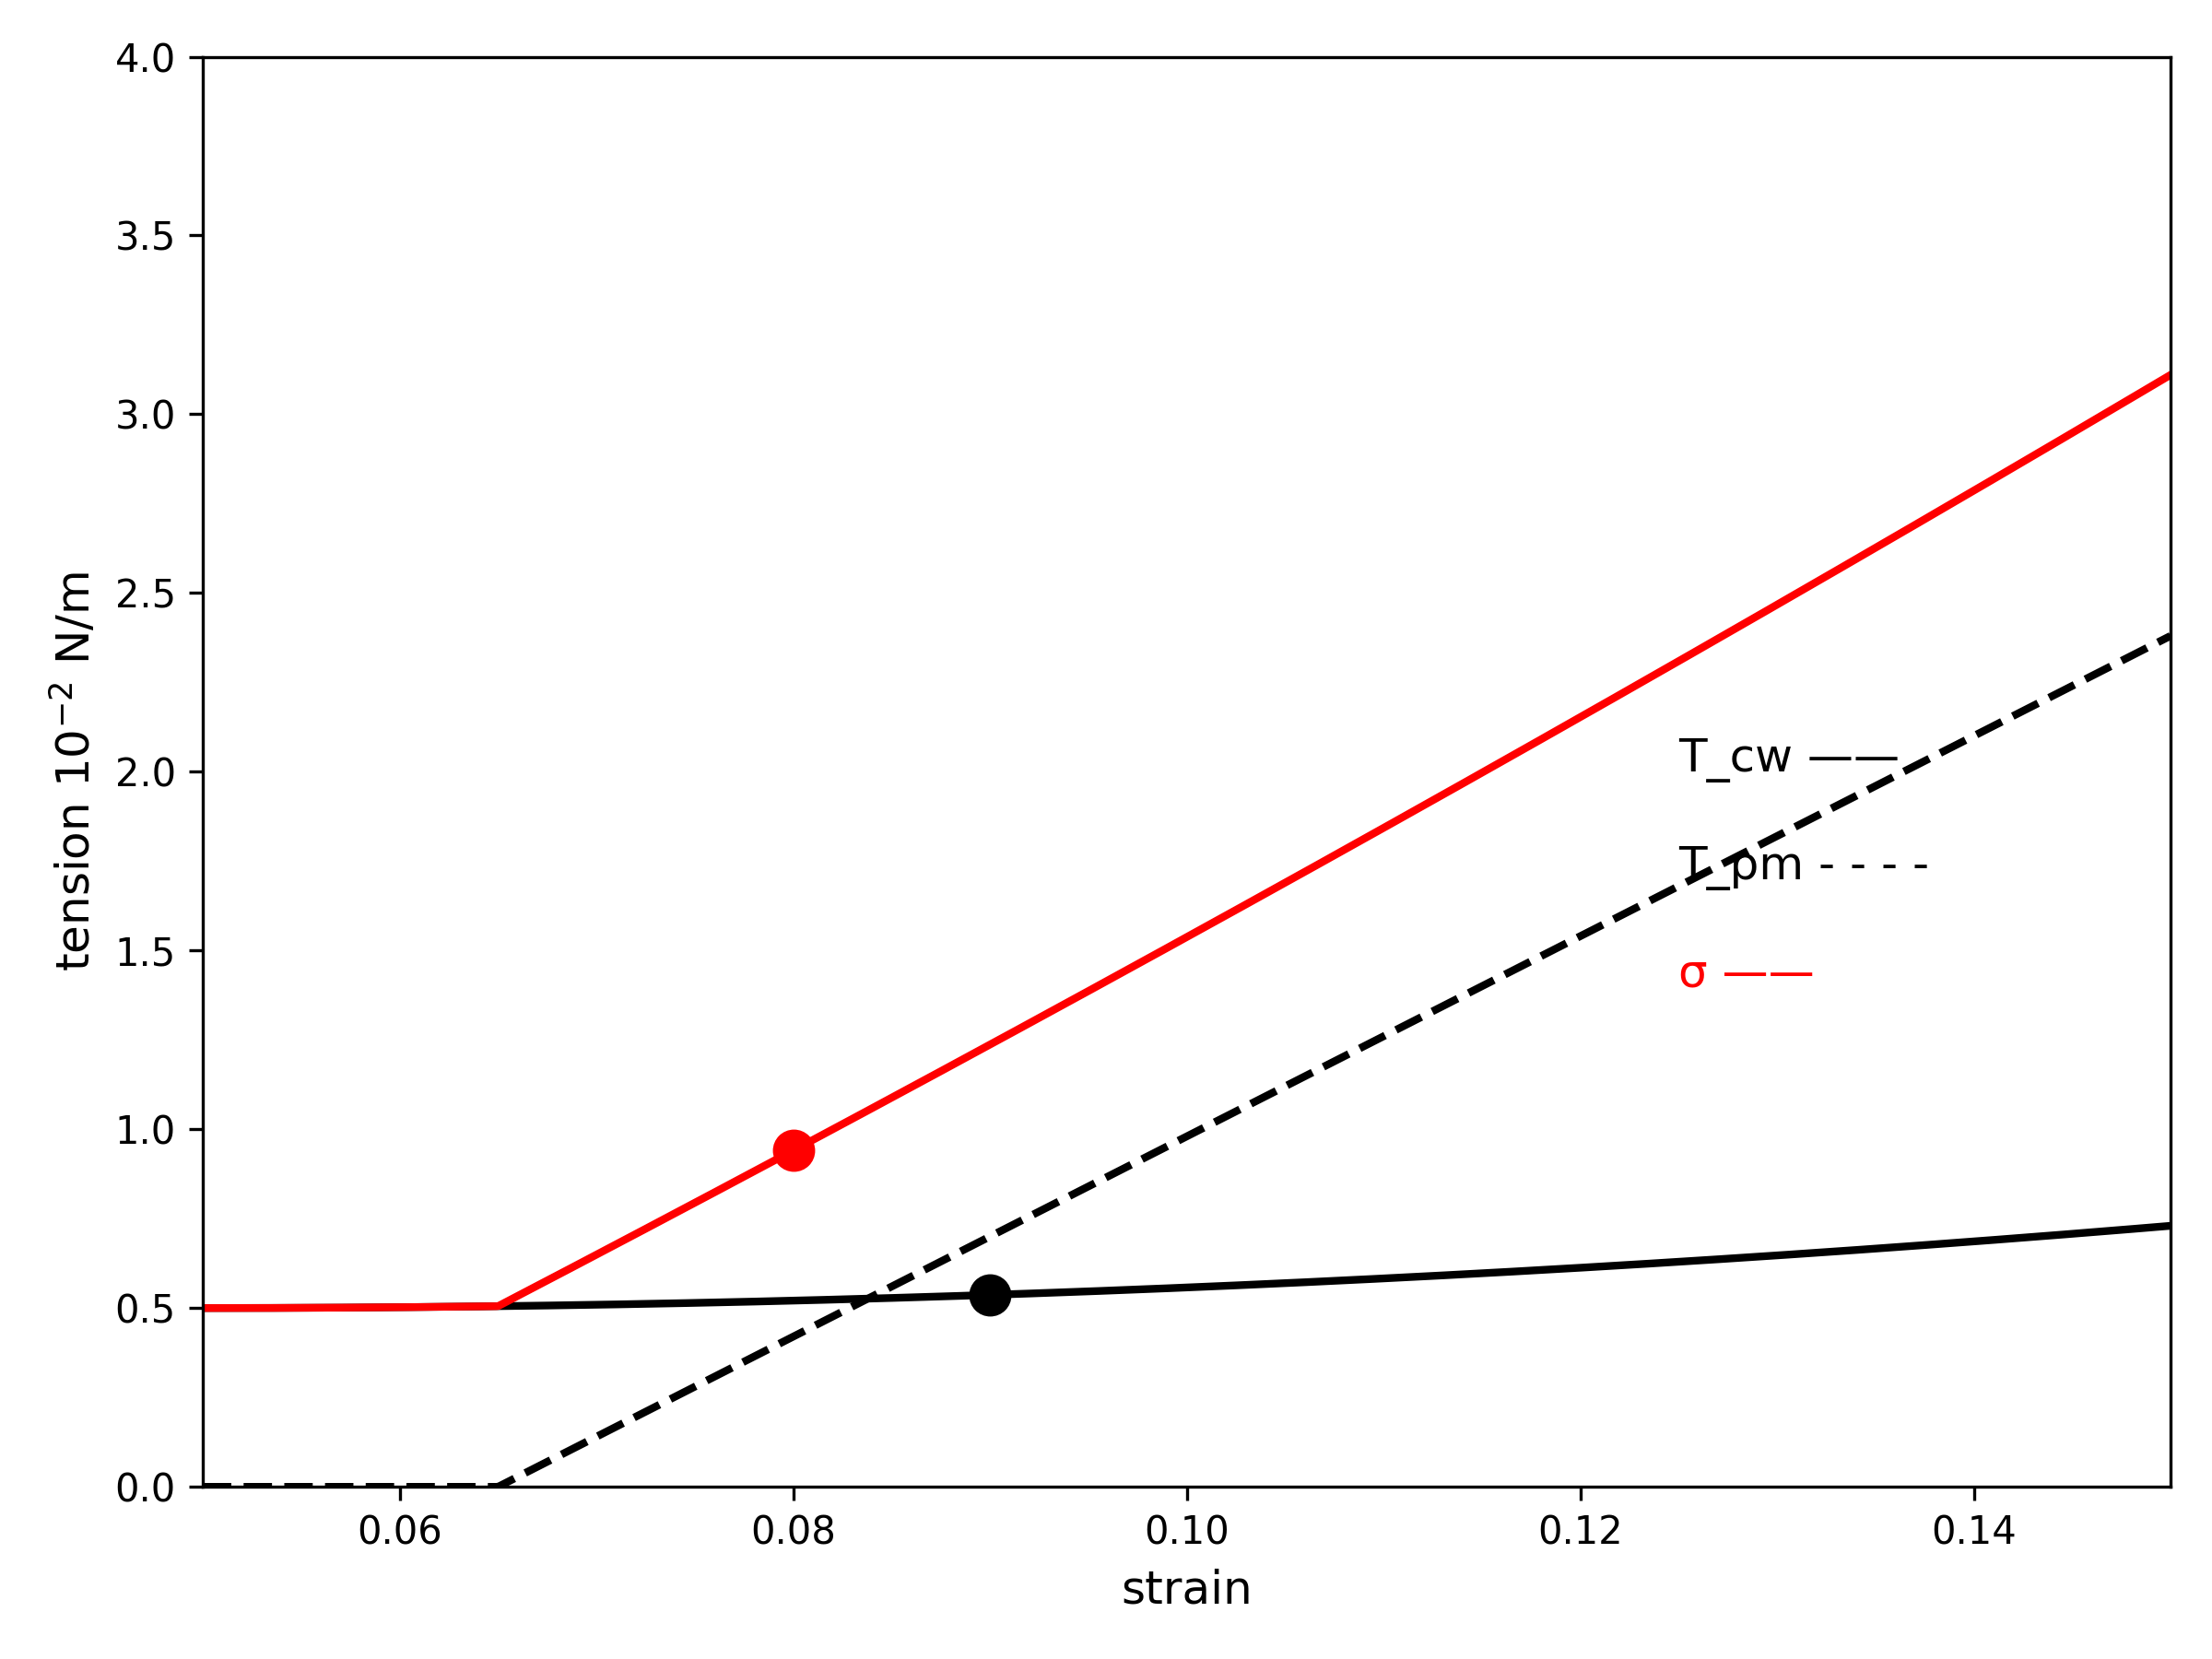 4.0
3.5
3.0
2.5
2.0
1.5
1.0
0.5
0.0
tension 10⁻² N/m
T_cw ——
T_pm - - - -
σ ——
0.06 0.08 0.10 0.12 0.14
strain